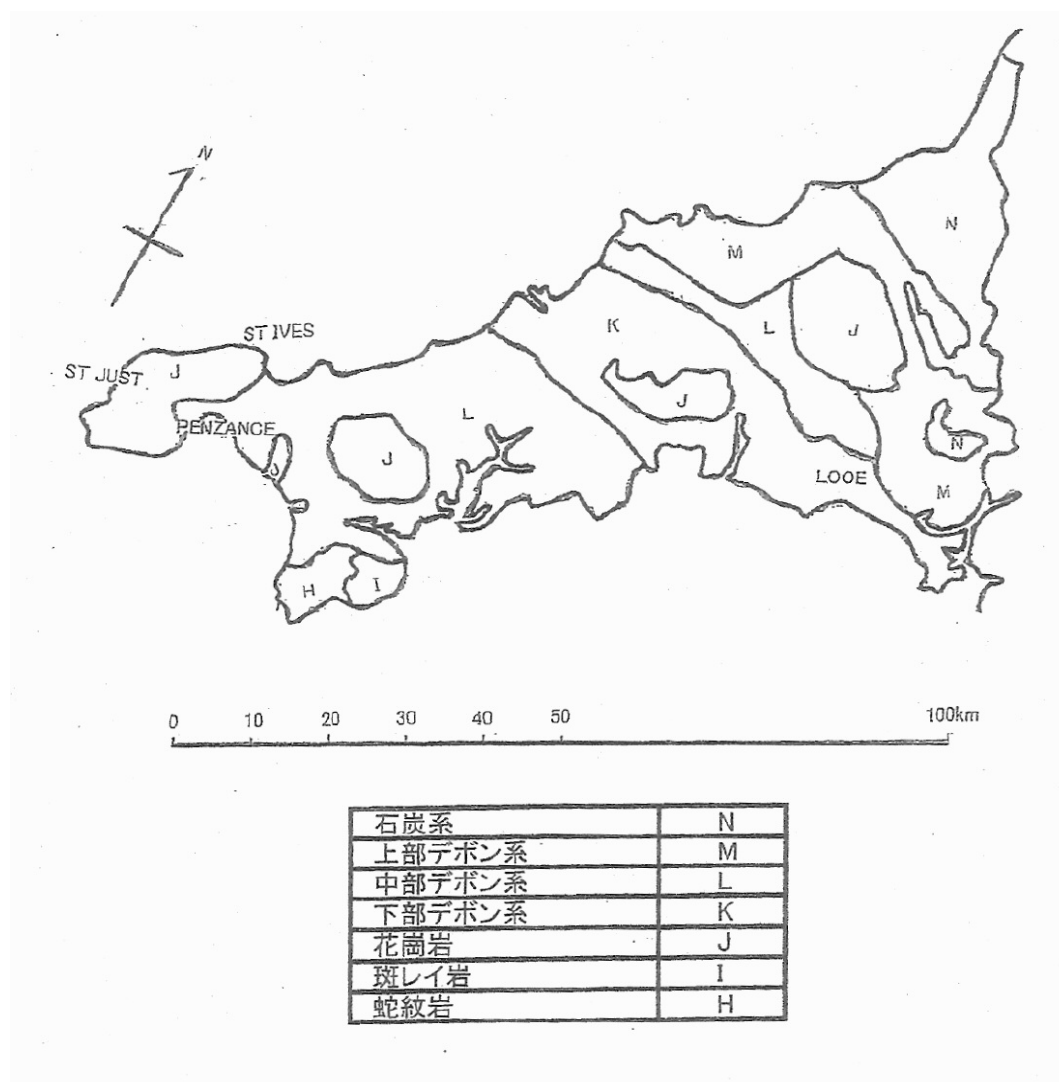 N
M
N
K
L
J
ST IVES
ST JUST
J
J
L
PENZANCE
J
J
N
LOOE
M
H
I
0 10 20 30 40 50 100km
石炭系 N
上部デボン系 M
中部デボン系 L
下部デボン系 K
花崗岩 J
斑レイ岩 I
蛇紋岩 H